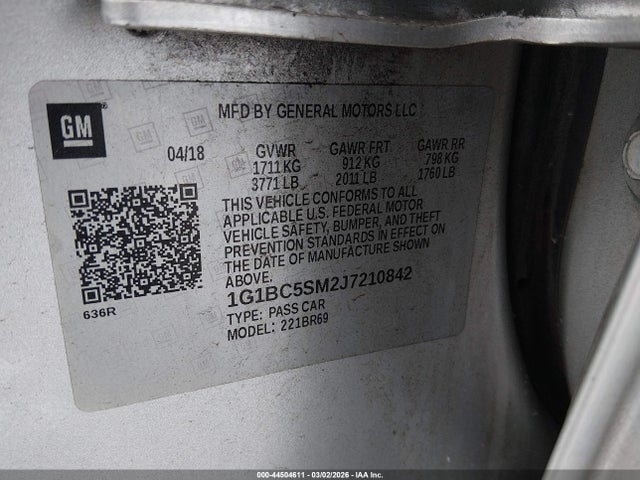 GM
MFD BY GENERAL MOTORS LLC
04/18 GVWR GAWR FRT. GAWR RR
1711 KG 912 KG 798 KG
3771 LB 2011 LB 1760 LB
THIS VEHICLE CONFORMS TO ALL
APPLICABLE U.S. FEDERAL MOTOR
VEHICLE SAFETY, BUMPER, AND THEFT
PREVENTION STANDARDS IN EFFECT ON
THE DATE OF MANUFACTURE SHOWN
ABOVE.
1G1BC5SM2J7210842
TYPE: PASS CAR
MODEL: 221BR69
636R
000-44504611 - 03/02/2026 - IAA Inc.